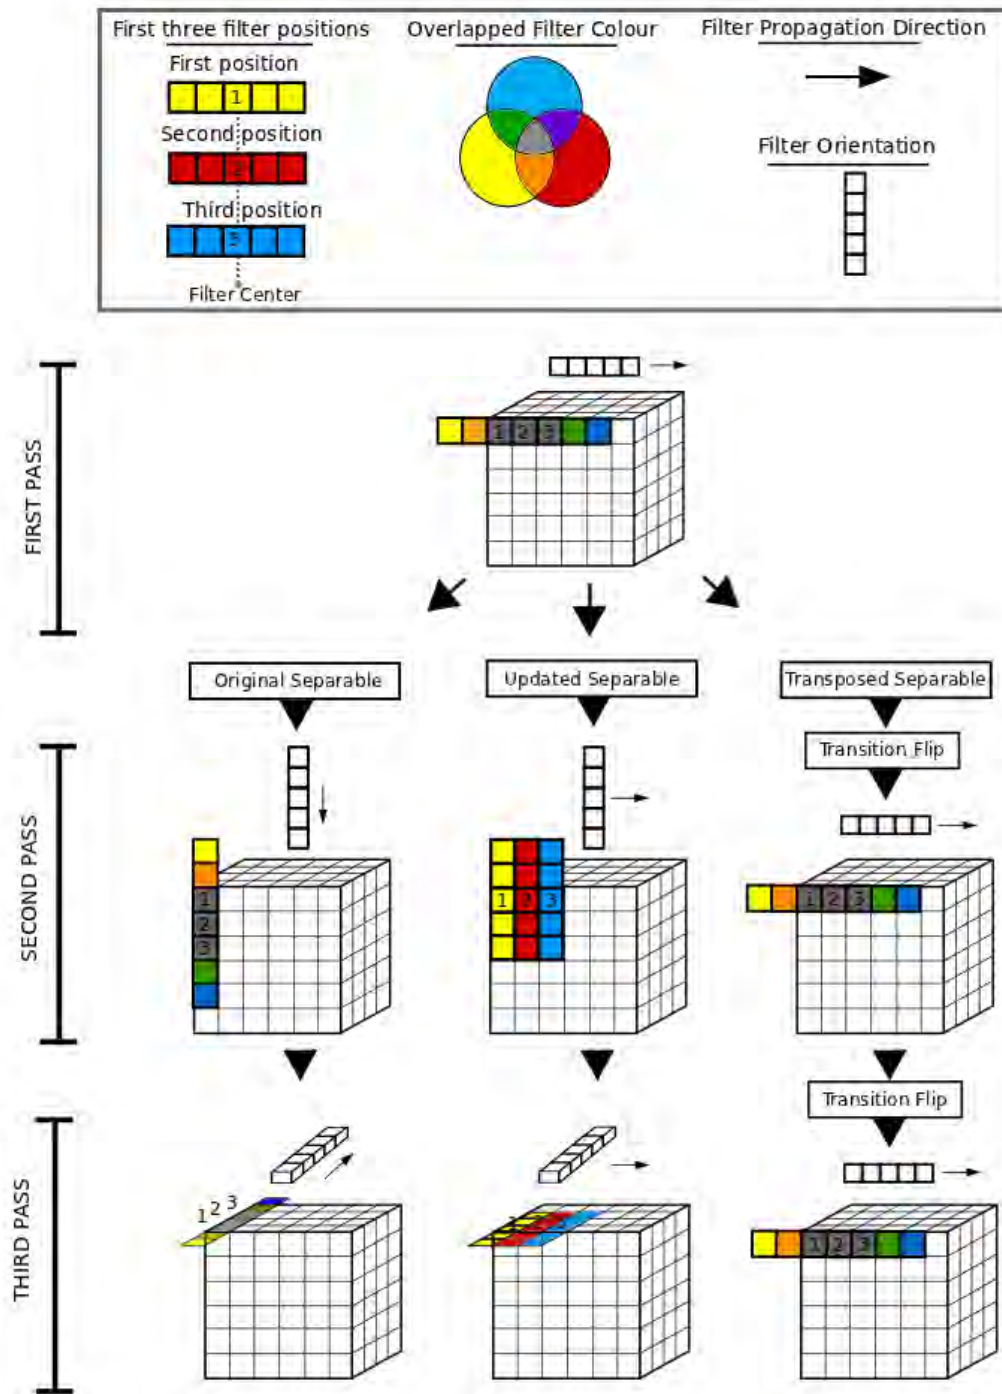 First three filter positions
Overlapped Filter Colour
Filter Propagation Direction
First position
1
Second position
2
Third position
3
Filter Center
Filter Orientation
FIRST PASS
1 2 3
Original Separable
Updated Separable
Transposed Separable
Transition Flip
SECOND PASS
1
2
3
1 2 3
1 2 3
Transition Flip
THIRD PASS
1 2 3
1 2 3